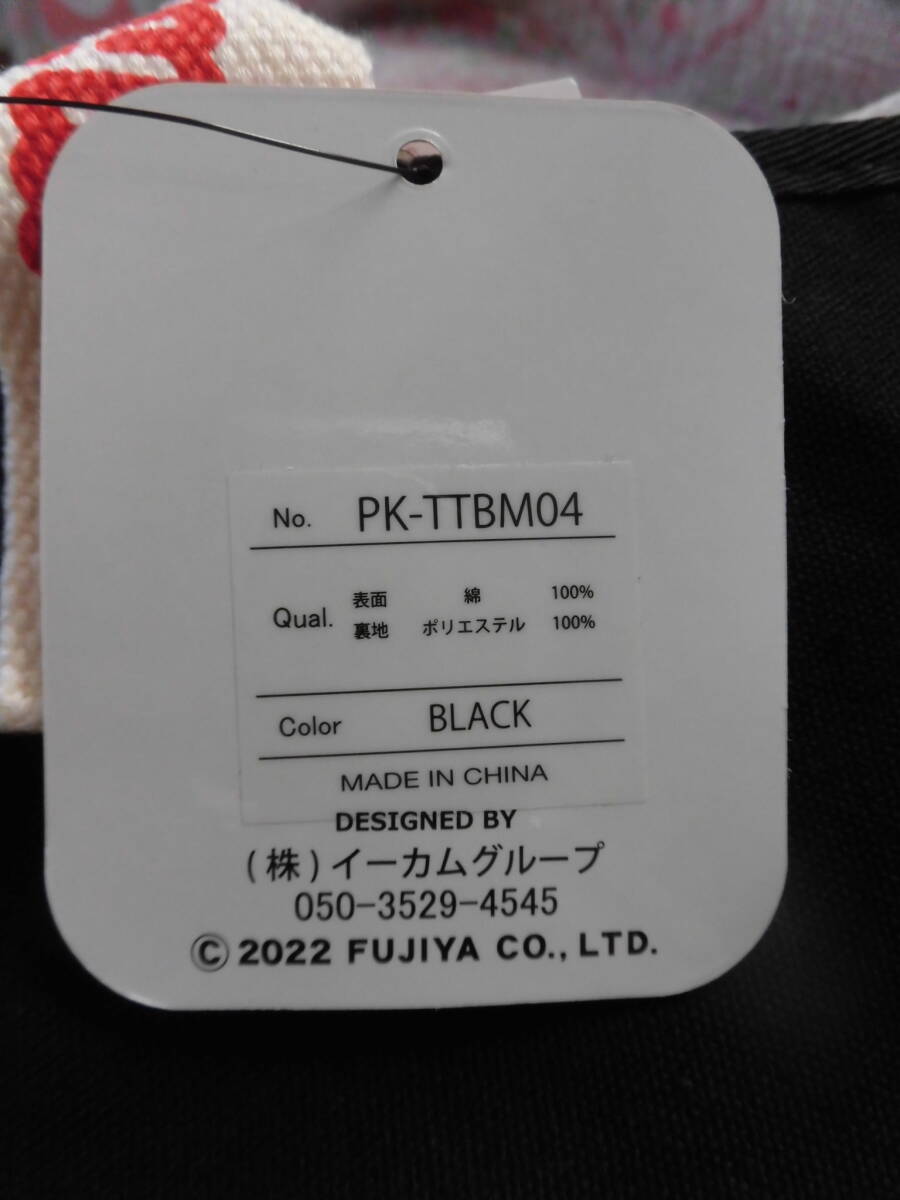 No. PK-TTBM04
Qual. 表面 綿 100%
裏地 ポリエステル 100%
Color BLACK
MADE IN CHINA
DESIGNED BY
(株)イーカムグループ
050-3529-4545
©2022 FUJIYA CO., LTD.